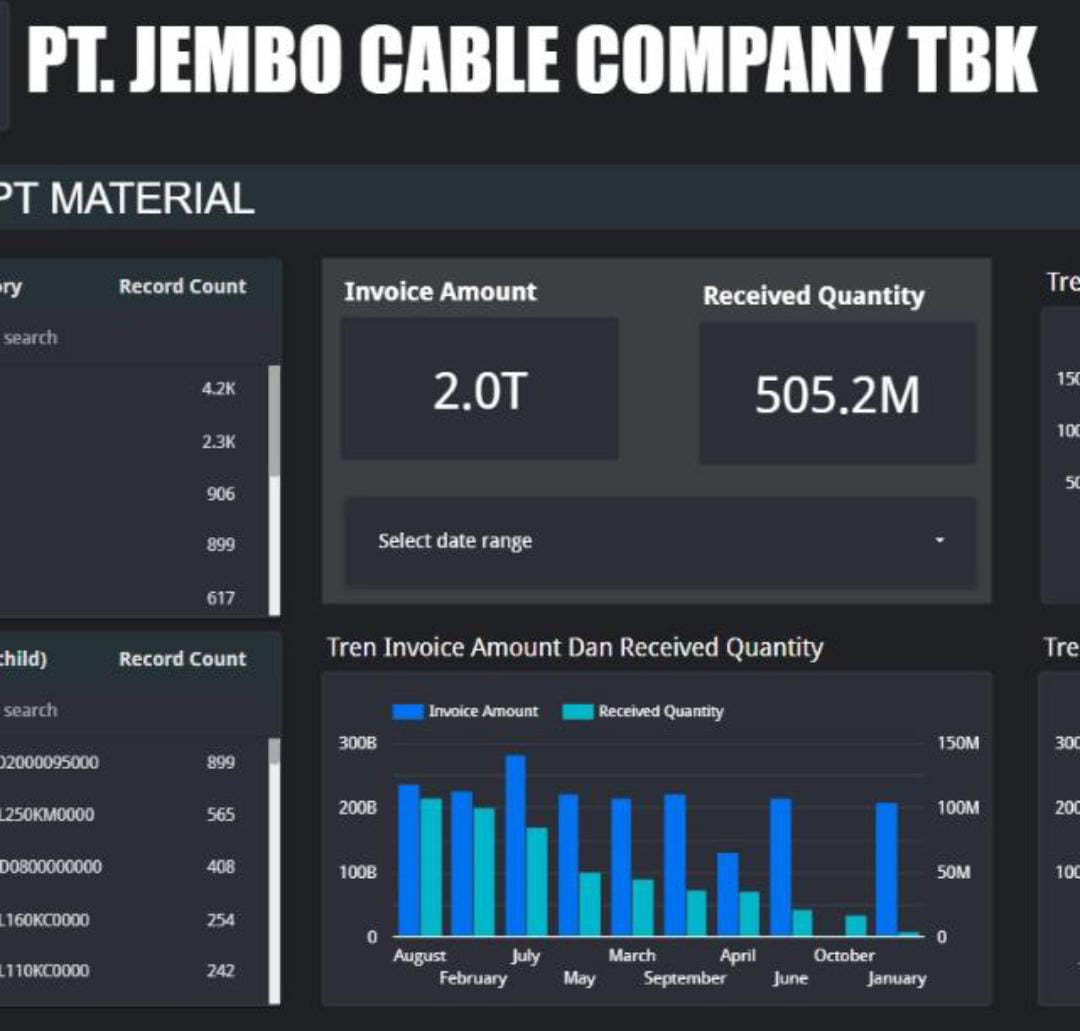 PT. JEMBO CABLE COMPANY TBK
PT MATERIAL
ory Record Count
search
4.2K
2.3K
906
899
617
child) Record Count
search
02000095000 899
L250KM0000 565
D0800000000 408
L160KC0000 254
L110KC0000 242
Invoice Amount
2.0T
Received Quantity
505.2M
Select date range
Tren Invoice Amount Dan Received Quantity
Invoice Amount Received Quantity
300B 150M
200B 100M
100B 50M
0 0
August July March April October
February May September June January
Tre
150
100
50
Tre
300
200
100